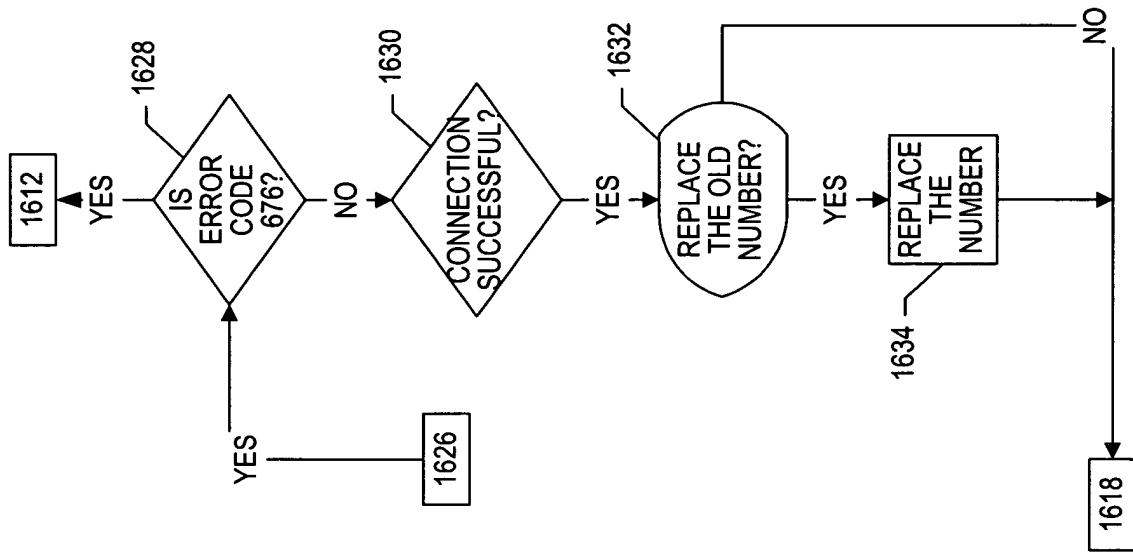 1612
YES
1628
IS
ERROR
CODE
676?
NO
1630
CONNECTION
SUCCESSFUL?
YES
1632
REPLACE
THE OLD
NUMBER?
YES
REPLACE
THE
NUMBER
1634
NO
YES
1626
1618